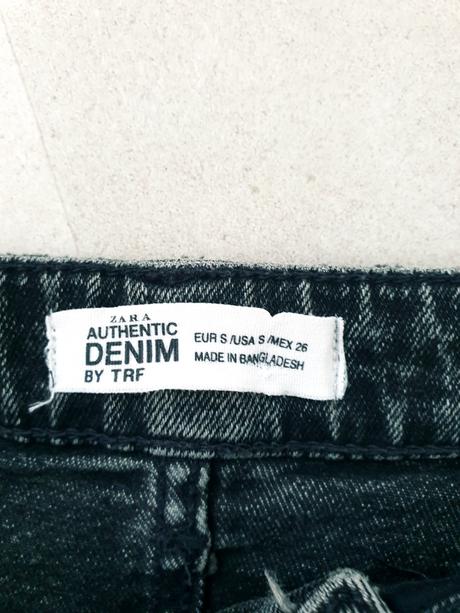 ZARA
AUTHENTIC
DENIM
BY TRF
EUR S /USA S /MEX 26
MADE IN BANGLADESH